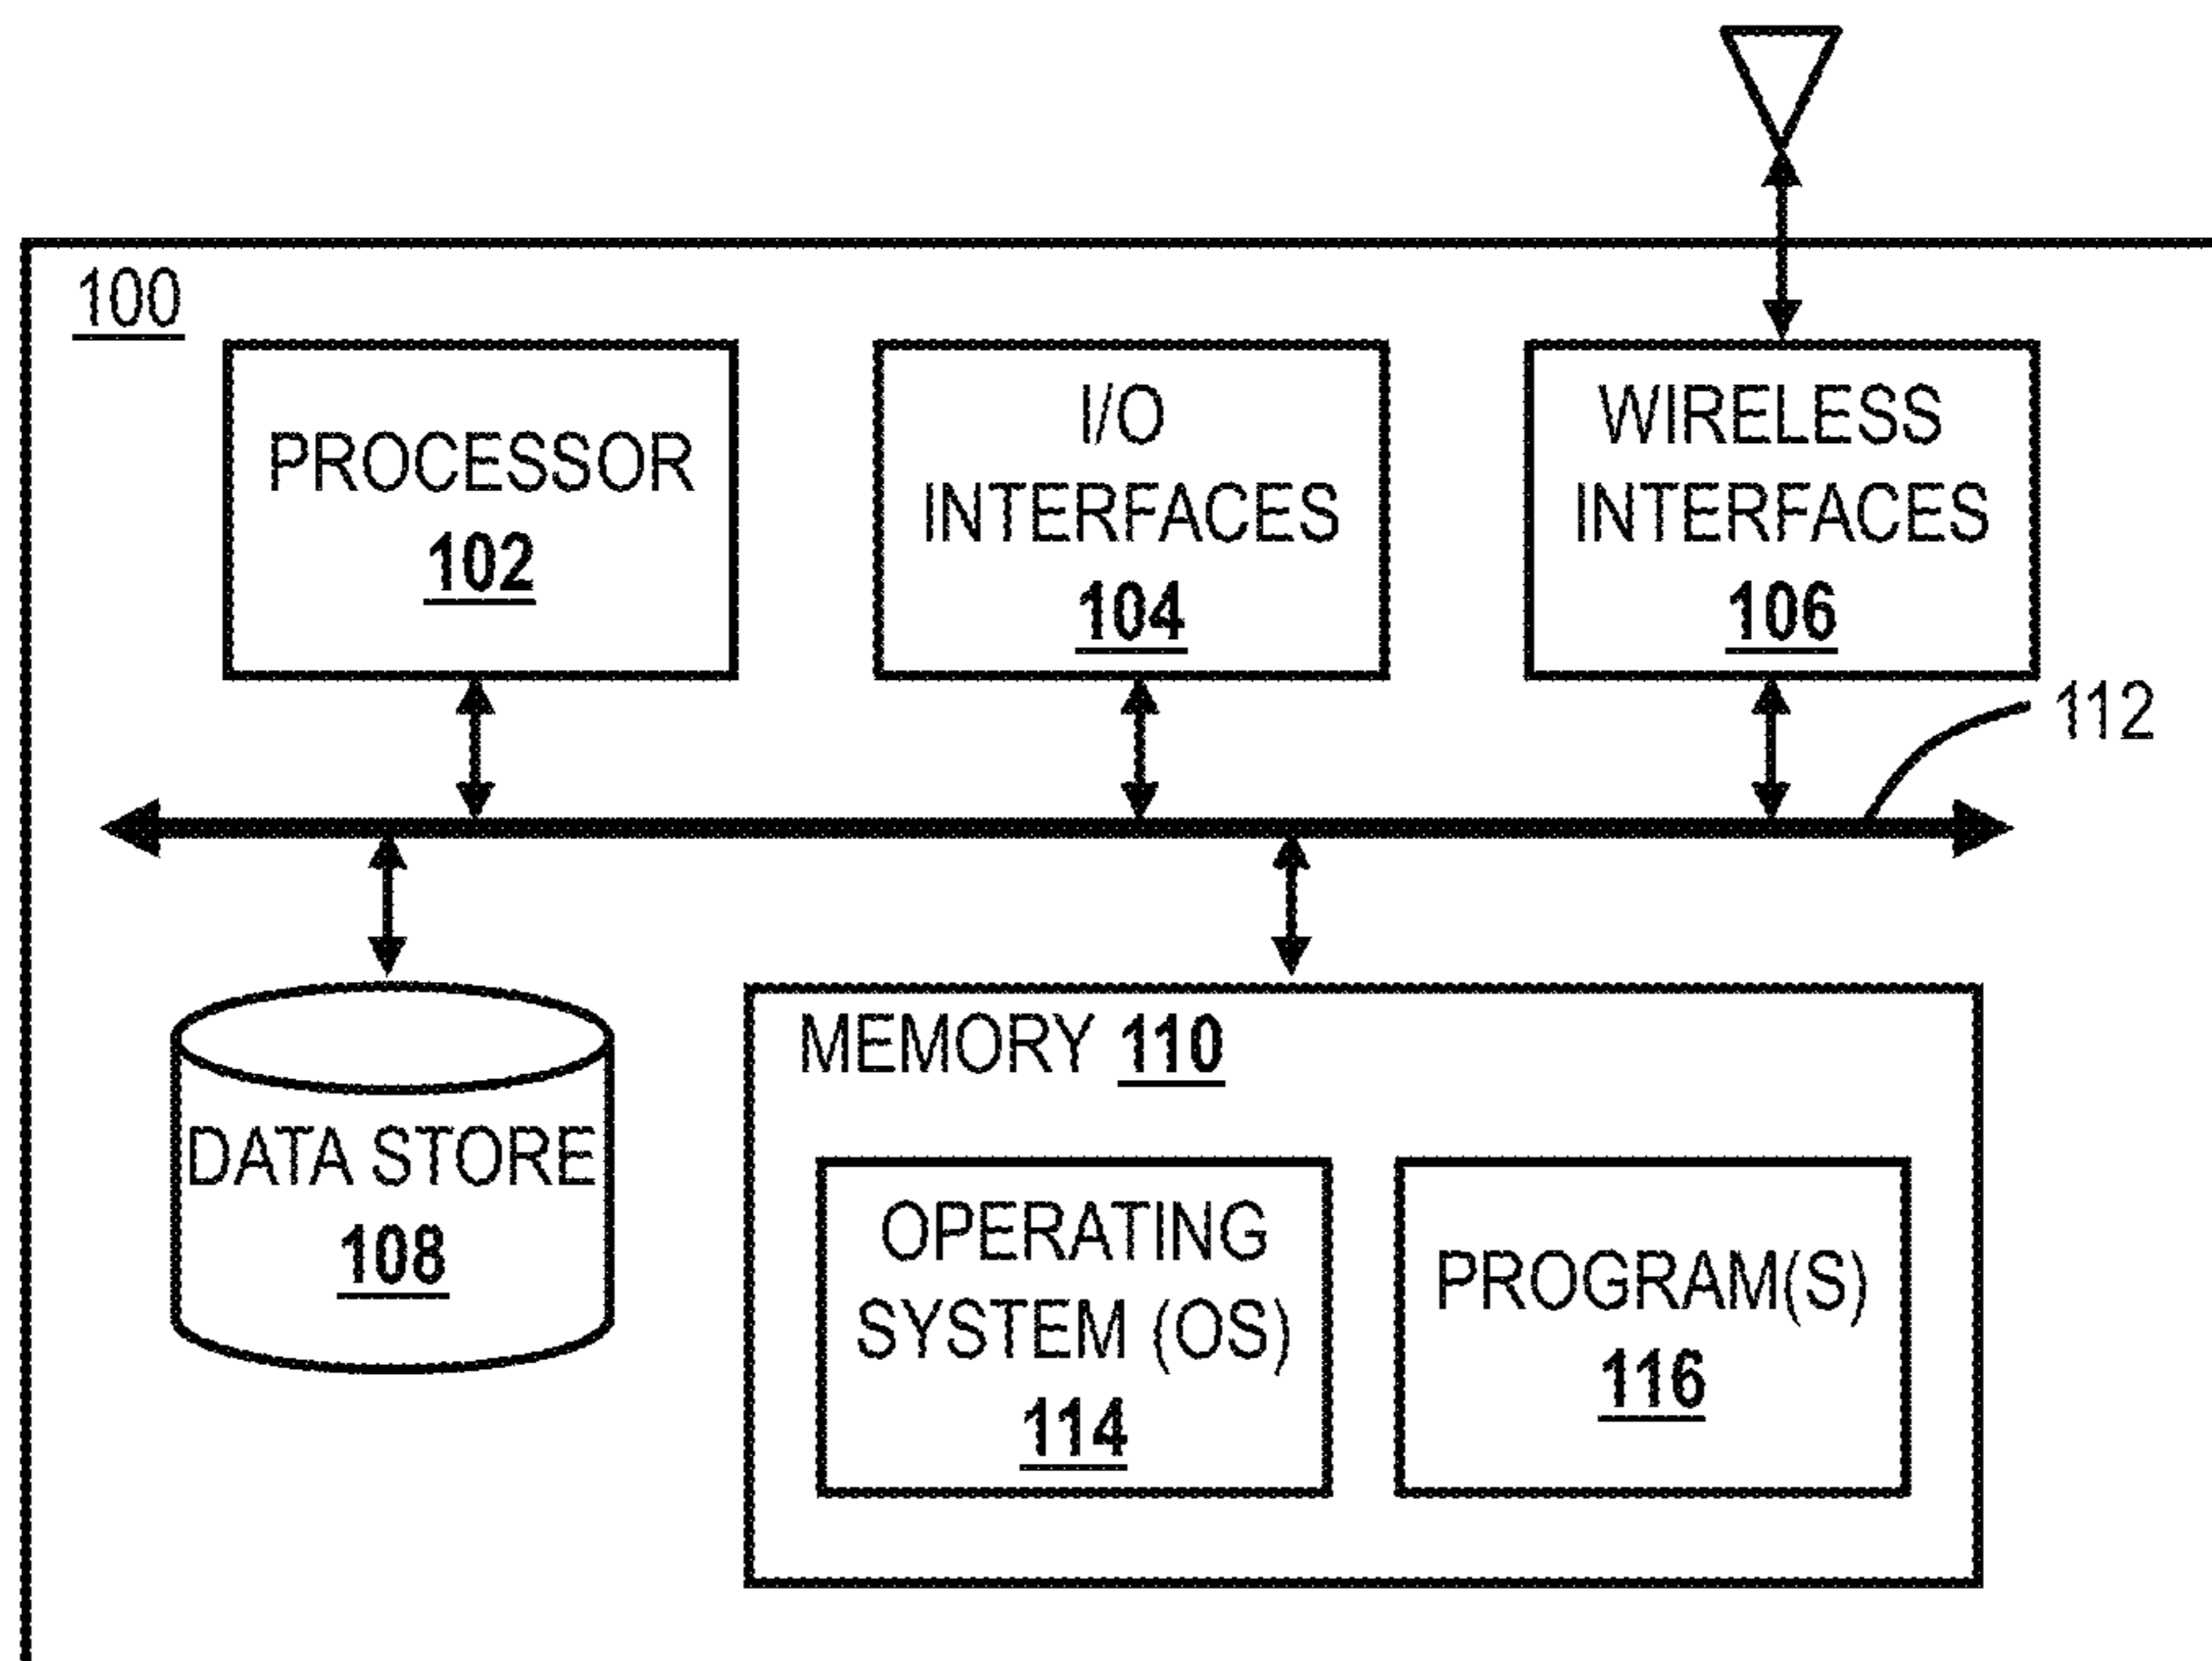 100
PROCESSOR
102
I/O
INTERFACES
104
WIRELESS
INTERFACES
106
112
DATA STORE
108
MEMORY 110
OPERATING
SYSTEM (OS)
114
PROGRAM(S)
116